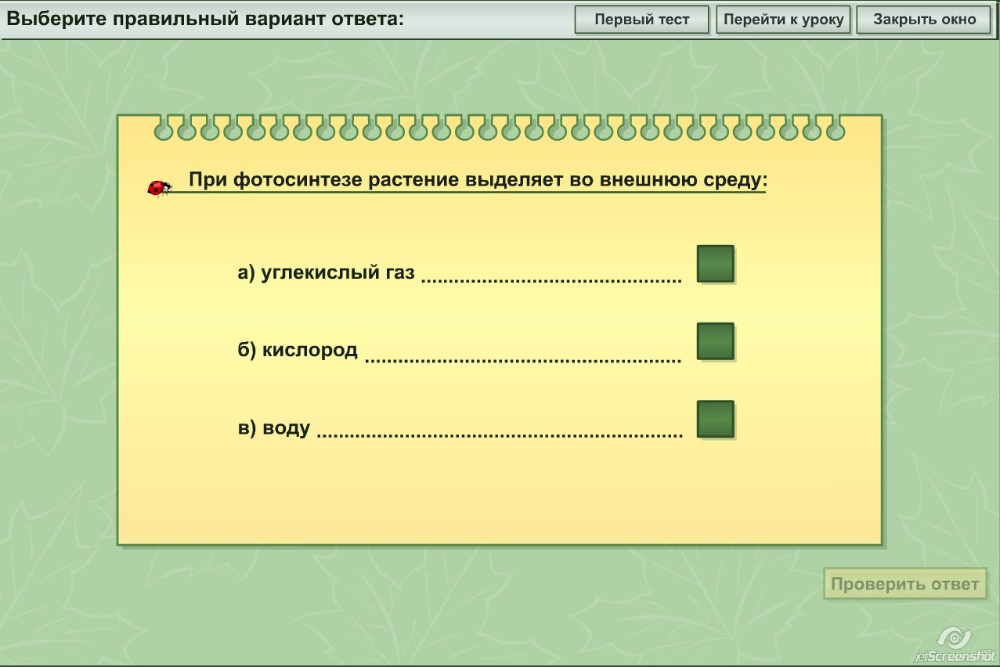 Выберите правильный вариант ответа:
Первый тест
Перейти к уроку
Закрыть окно
При фотосинтезе растение выделяет во внешнюю среду:
а) углекислый газ
б) кислород
в) воду
Проверить ответ
jetScreenshot.com